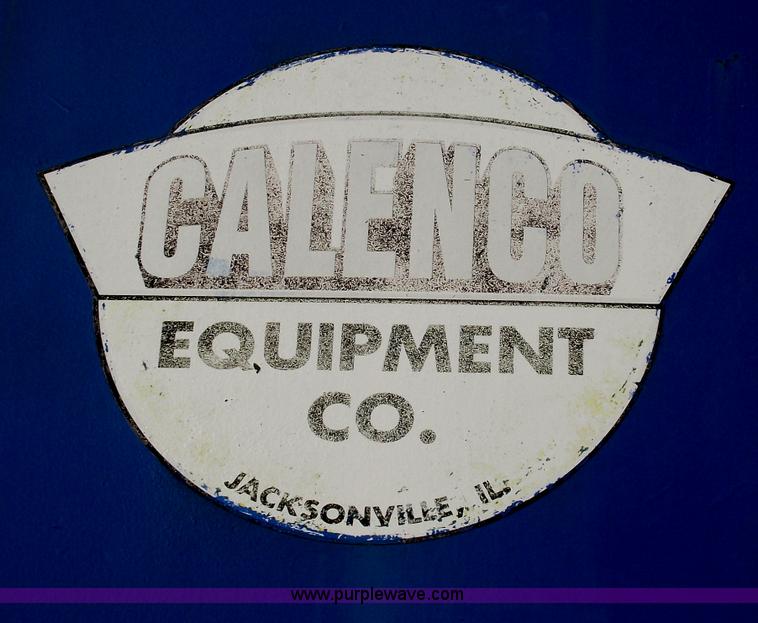 CALENCO
EQUIPMENT
CO.
JACKSONVILLE, IL.
www.purplewave.com